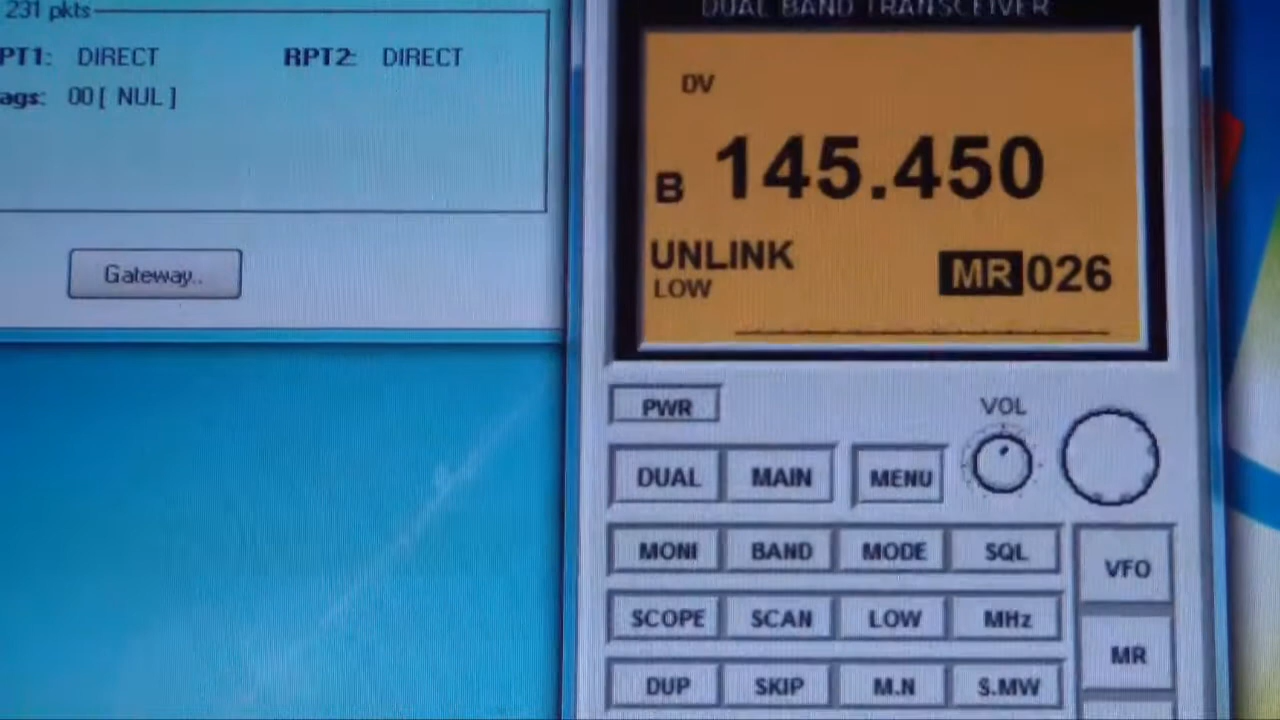 231 pkts
PT1: DIRECT RPT2: DIRECT
ags: 00 [ NUL ]
Gateway..
DUAL BAND TRANSCEIVER
DV
B 145.450
UNLINK
LOW
MR 026
PWR
VOL
DUAL MAIN MENU
MONI BAND MODE SQL
VFO
SCOPE SCAN LOW MHz
MR
DUP SKIP M.N S.MW